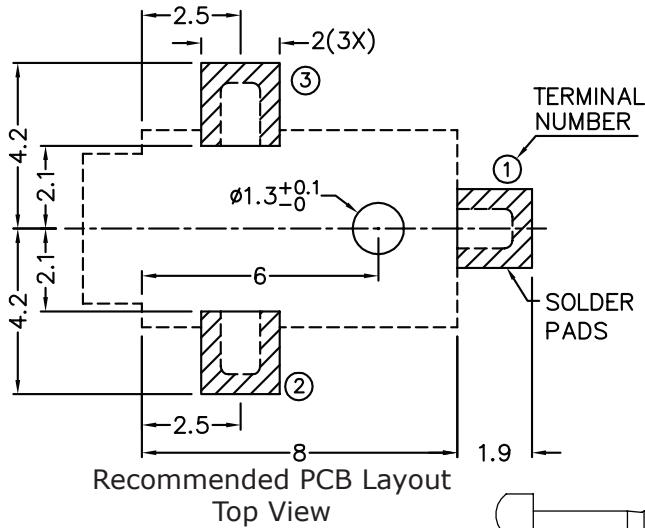 2.5
2(3X)
③
TERMINAL
NUMBER
4.2
2.1
①
ø1.3+0.1-0
2.1
4.2
6
SOLDER
PADS
②
2.5
8
1.9
Recommended PCB Layout
Top View